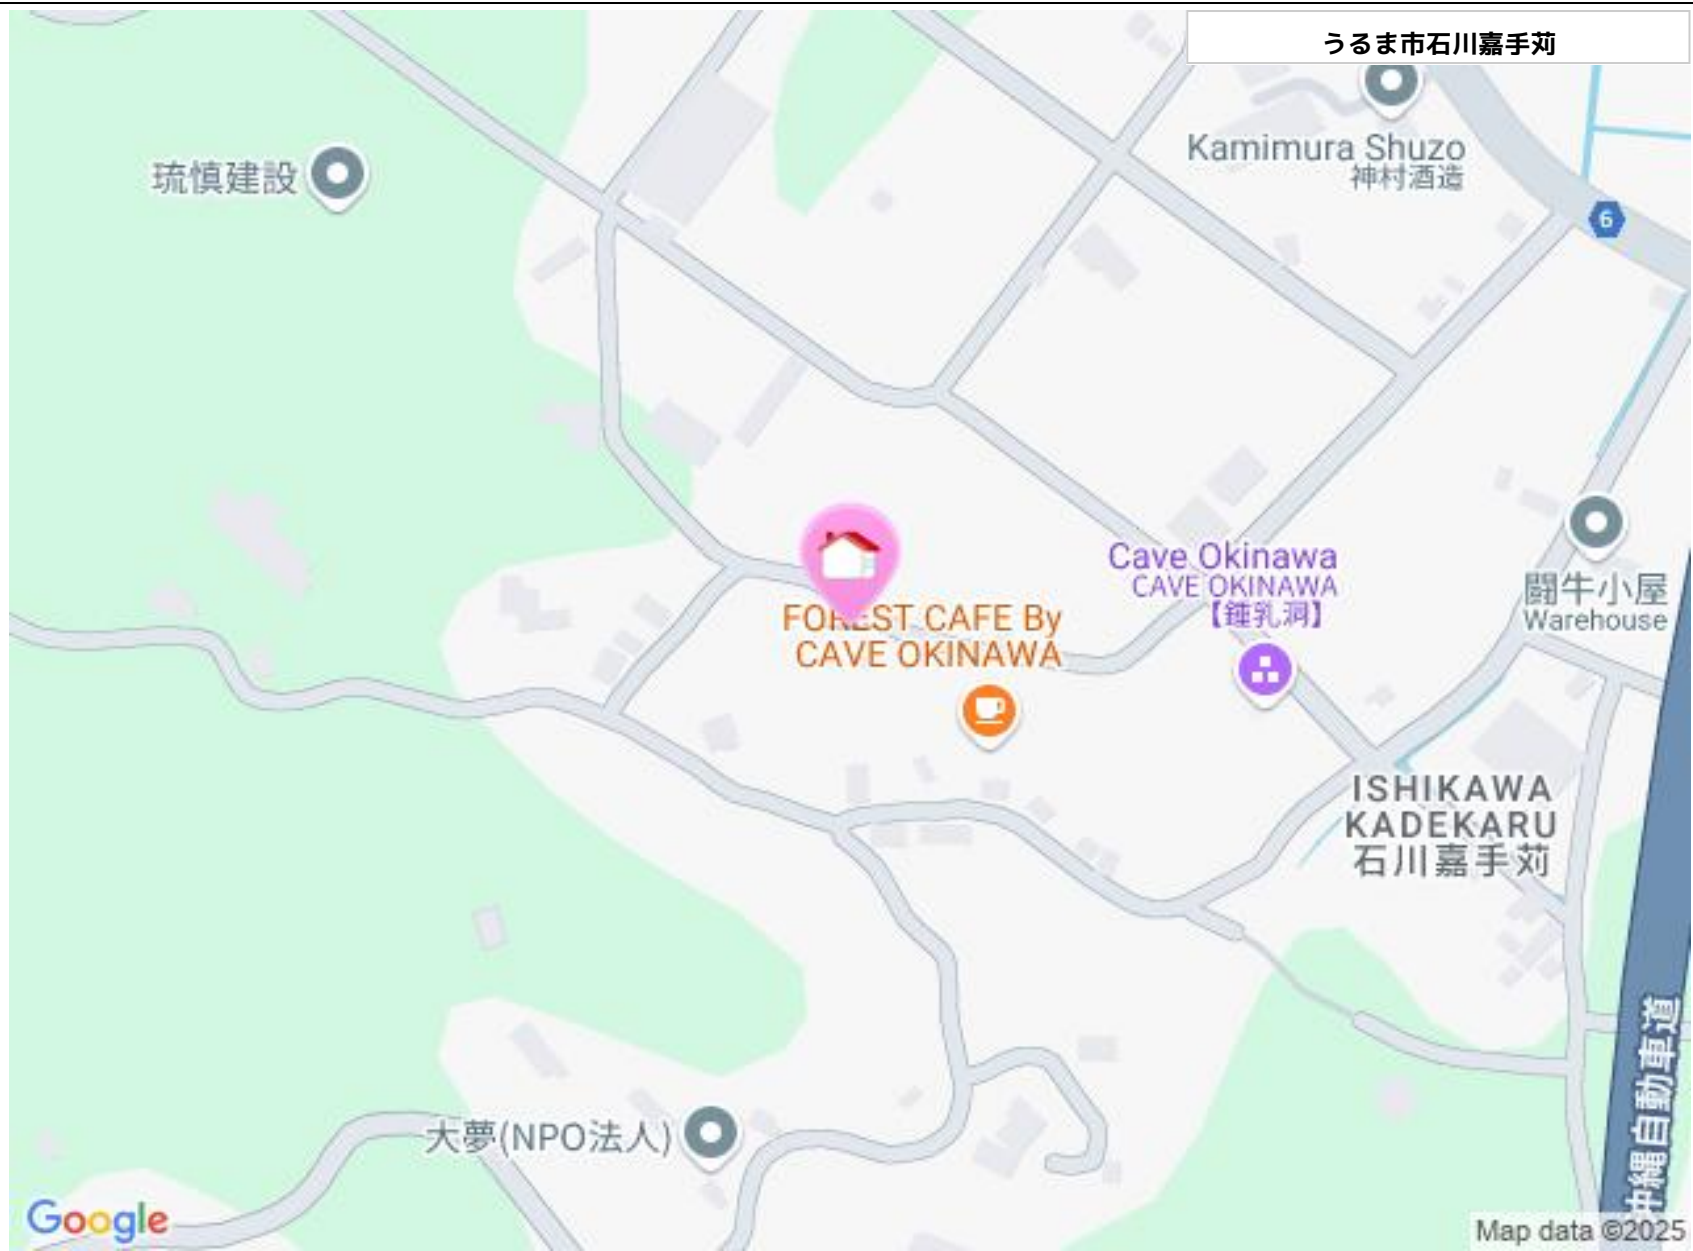 うるま市石川嘉手苅
Kamimura Shuzo
神村酒造
琉慎建設
6
Cave Okinawa
CAVE OKINAWA
【鍾乳洞】
闘牛小屋
Warehouse
FOREST CAFE By
CAVE OKINAWA
ISHIKAWA
KADEKARU
石川嘉手苅
大夢(NPO法人)
沖縄自動車道
Google
Map data ©2025